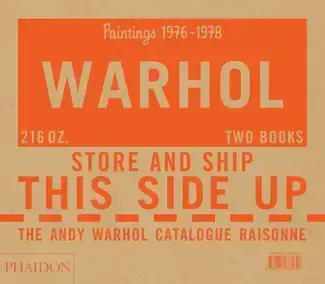 Paintings 1976-1978
WARHOL
216 OZ. TWO BOOKS
STORE AND SHIP
THIS SIDE UP
THE ANDY WARHOL CATALOGUE RAISONNE
PHAIDON